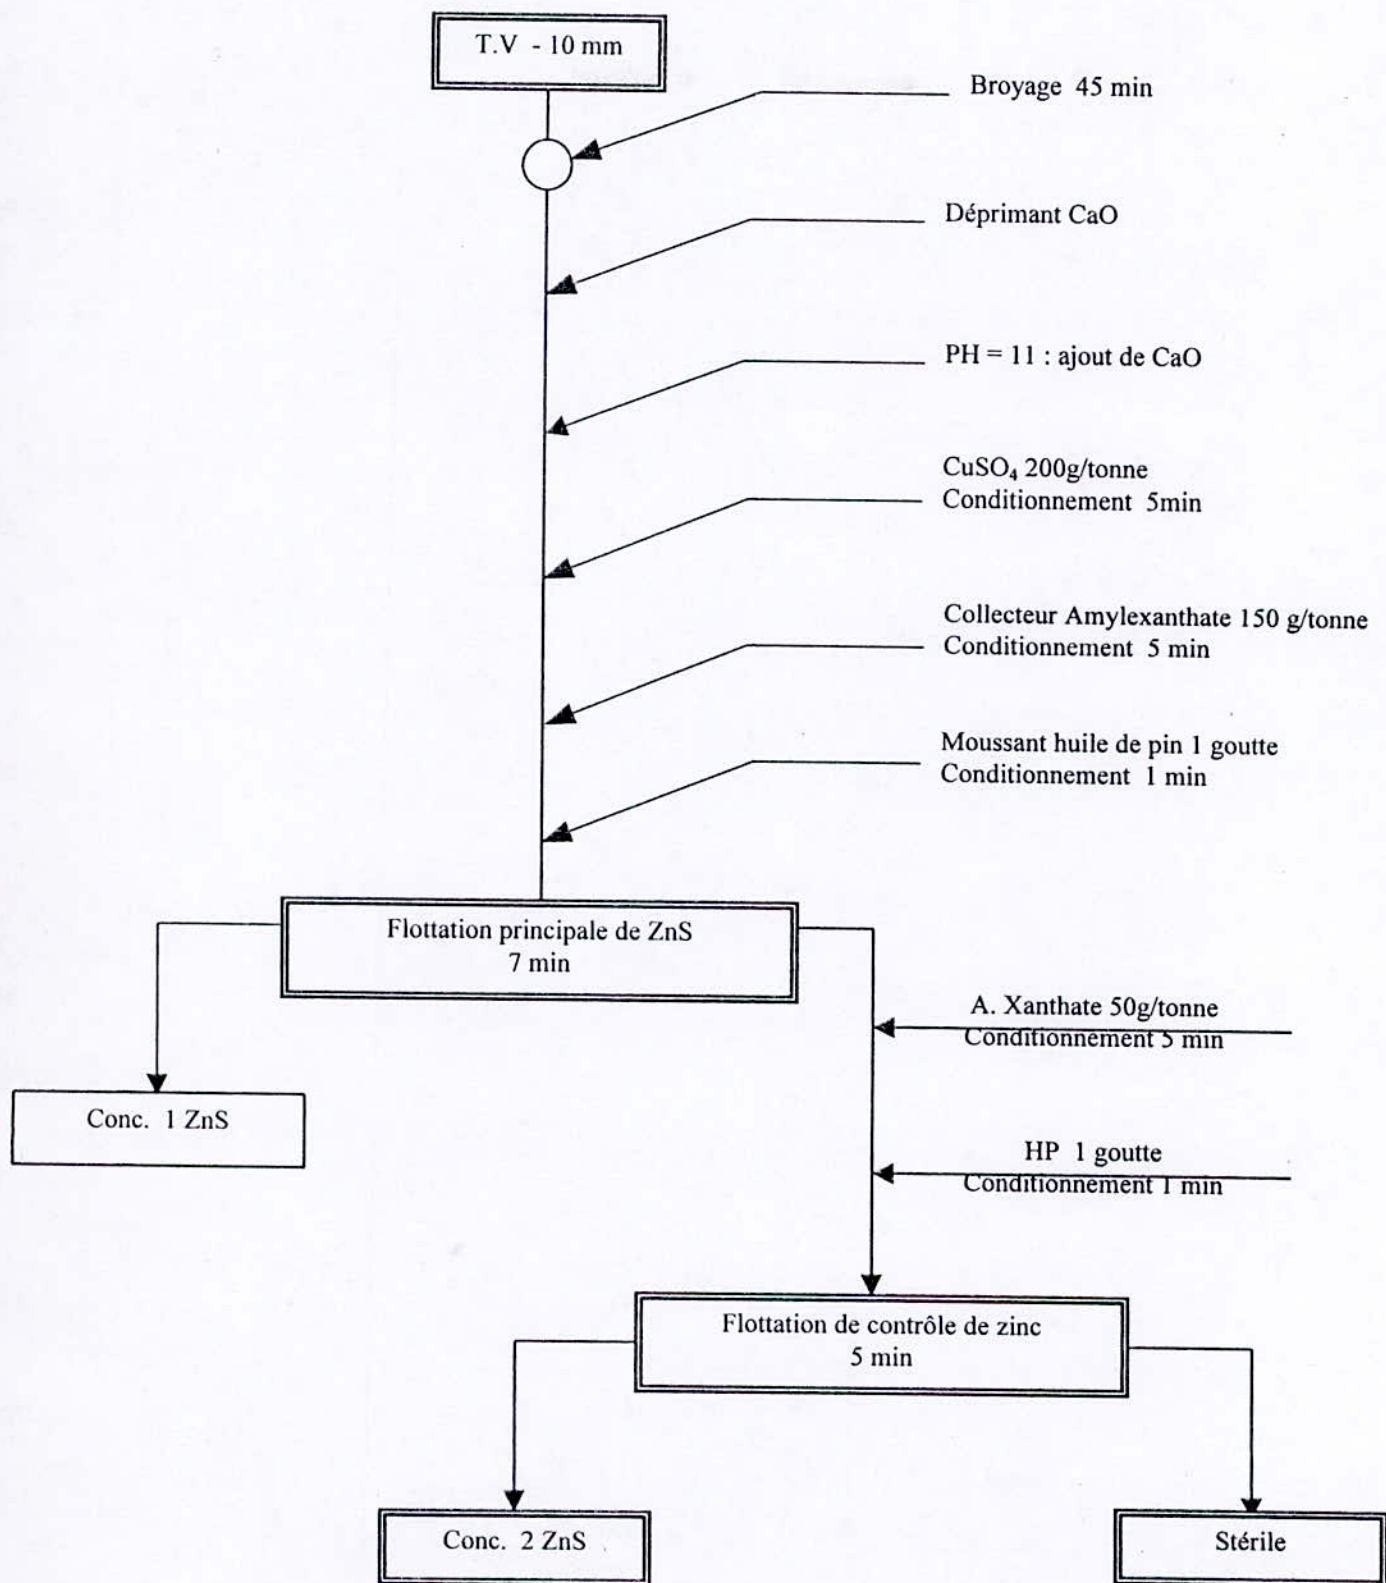 T.V - 10 mm
Broyage 45 min
Déprimant CaO
PH = 11 : ajout de CaO
CuSO₄ 200g/tonne
Conditionnement 5min
Collecteur Amylexanthate 150 g/tonne
Conditionnement 5 min
Moussant huile de pin 1 goutte
Conditionnement 1 min
Flottation principale de ZnS
7 min
A. Xanthate 50g/tonne
Conditionnement 5 min
Conc. 1 ZnS
HP 1 goutte
Conditionnement 1 min
Flottation de contrôle de zinc
5 min
Conc. 2 ZnS
Stérile